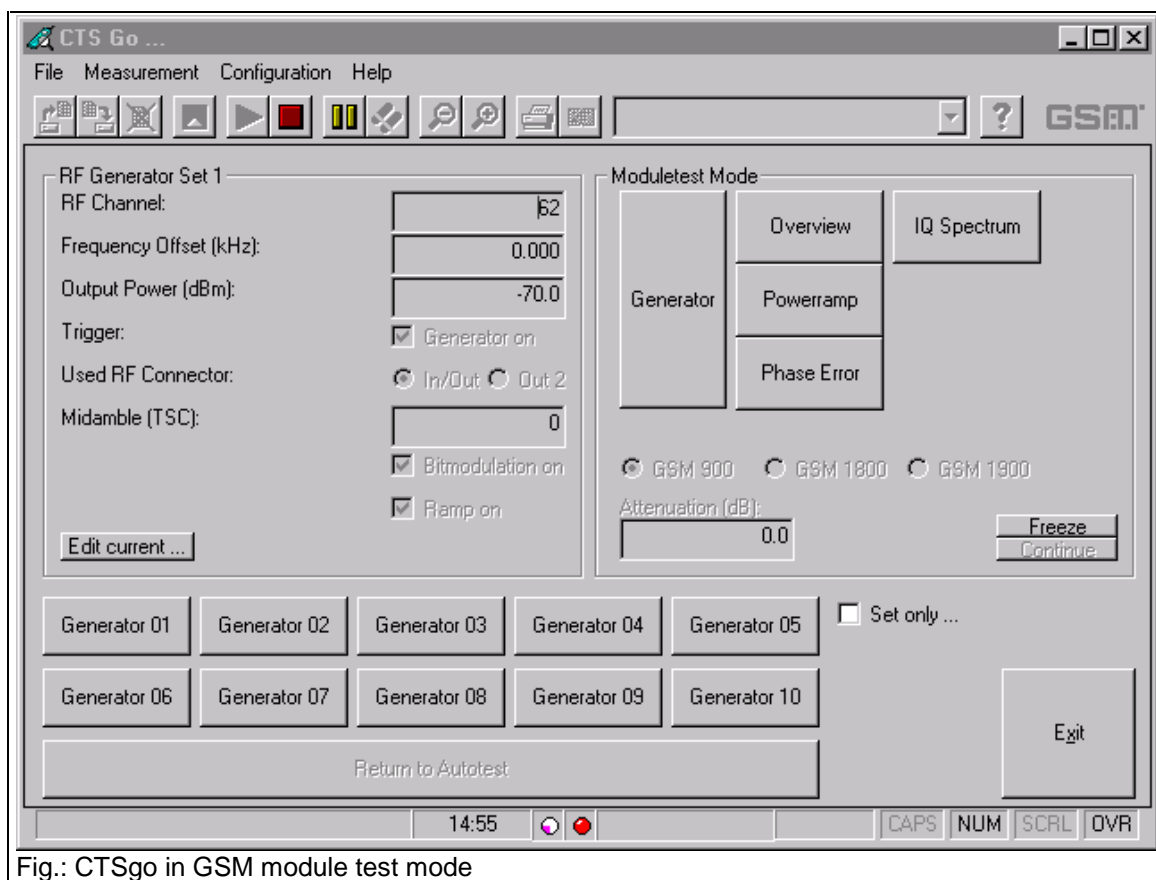 CTS Go ...
File Measurement Configuration Help
? GSM
RF Generator Set 1
RF Channel: 62
Frequency Offset (kHz): 0.000
Output Power (dBm): -70.0
Trigger: Generator on
Used RF Connector: In/Out Out 2
Midamble (TSC): 0
Bitmodulation on
Ramp on
Edit current ...
Moduletest Mode
Generator
Overview IQ Spectrum
Powerramp
Phase Error
GSM 900 GSM 1800 GSM 1900
Attenuation (dB):
0.0
Freeze
Continue
Generator 01 Generator 02 Generator 03 Generator 04 Generator 05 Set only ...
Generator 06 Generator 07 Generator 08 Generator 09 Generator 10
Exit
Return to Autotest
14:55 CAPS NUM SCRL OVR
Fig.: CTSgo in GSM module test mode